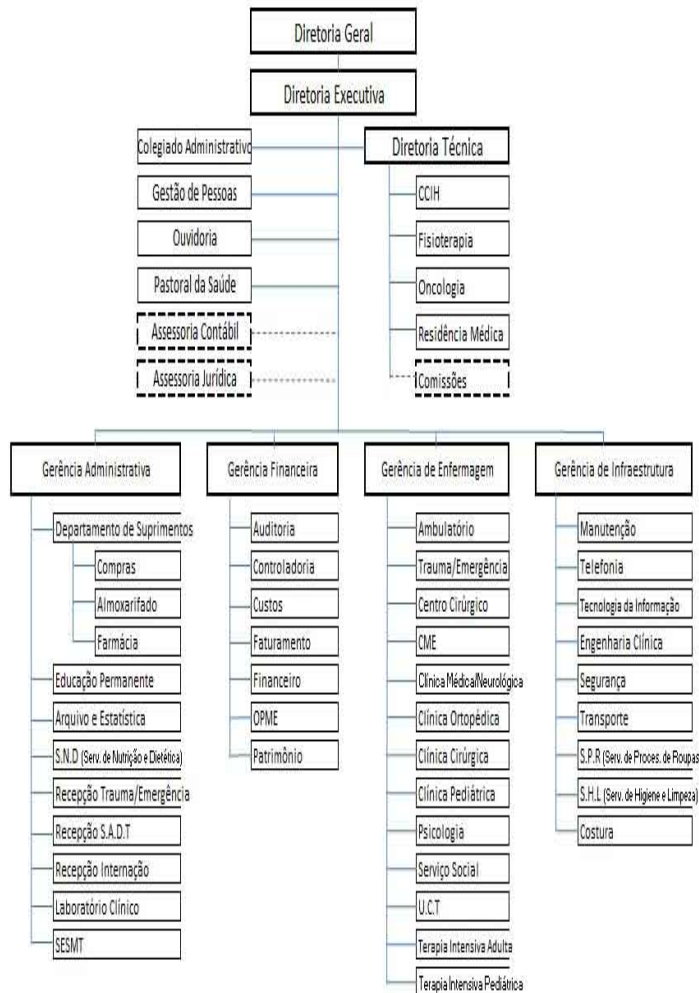 Diretoria Geral
Diretoria Executiva
Colegiado Administrativo
Diretoria Técnica
Gestão de Pessoas
CCIH
Ouvidoria
Fisioterapia
Pastoral da Saúde
Oncologia
Assessoria Contábil
Residência Médica
Assessoria Jurídica
Comissões
Gerência Administrativa
Departamento de Suprimentos
Compras
Almoxarifado
Farmácia
Educação Permanente
Arquivo e Estatística
S.N.D (Serv. de Nutrição e Dietética)
Recepção Trauma/Emergência
Recepção S.A.D.T
Recepção Internação
Laboratório Clínico
SESMT
Gerência Financeira
Auditoria
Controladoria
Custos
Faturamento
Financeiro
OPME
Patrimônio
Gerência de Enfermagem
Ambulatório
Trauma/Emergência
Centro Cirúrgico
CME
Clínica Médica/Neurológica
Clínica Ortopédica
Clínica Cirúrgica
Clínica Pediátrica
Psicologia
Serviço Social
U.C.T
Terapia Intensiva Adulta
Terapia Intensiva Pediátrica
Gerência de Infraestrutura
Manutenção
Telefonia
Tecnologia da Informação
Engenharia Clínica
Segurança
Transporte
S.P.R (Serv. de Proces. de Roupas
S.H.L (Serv. de Higiene e Limpeza)
Costura